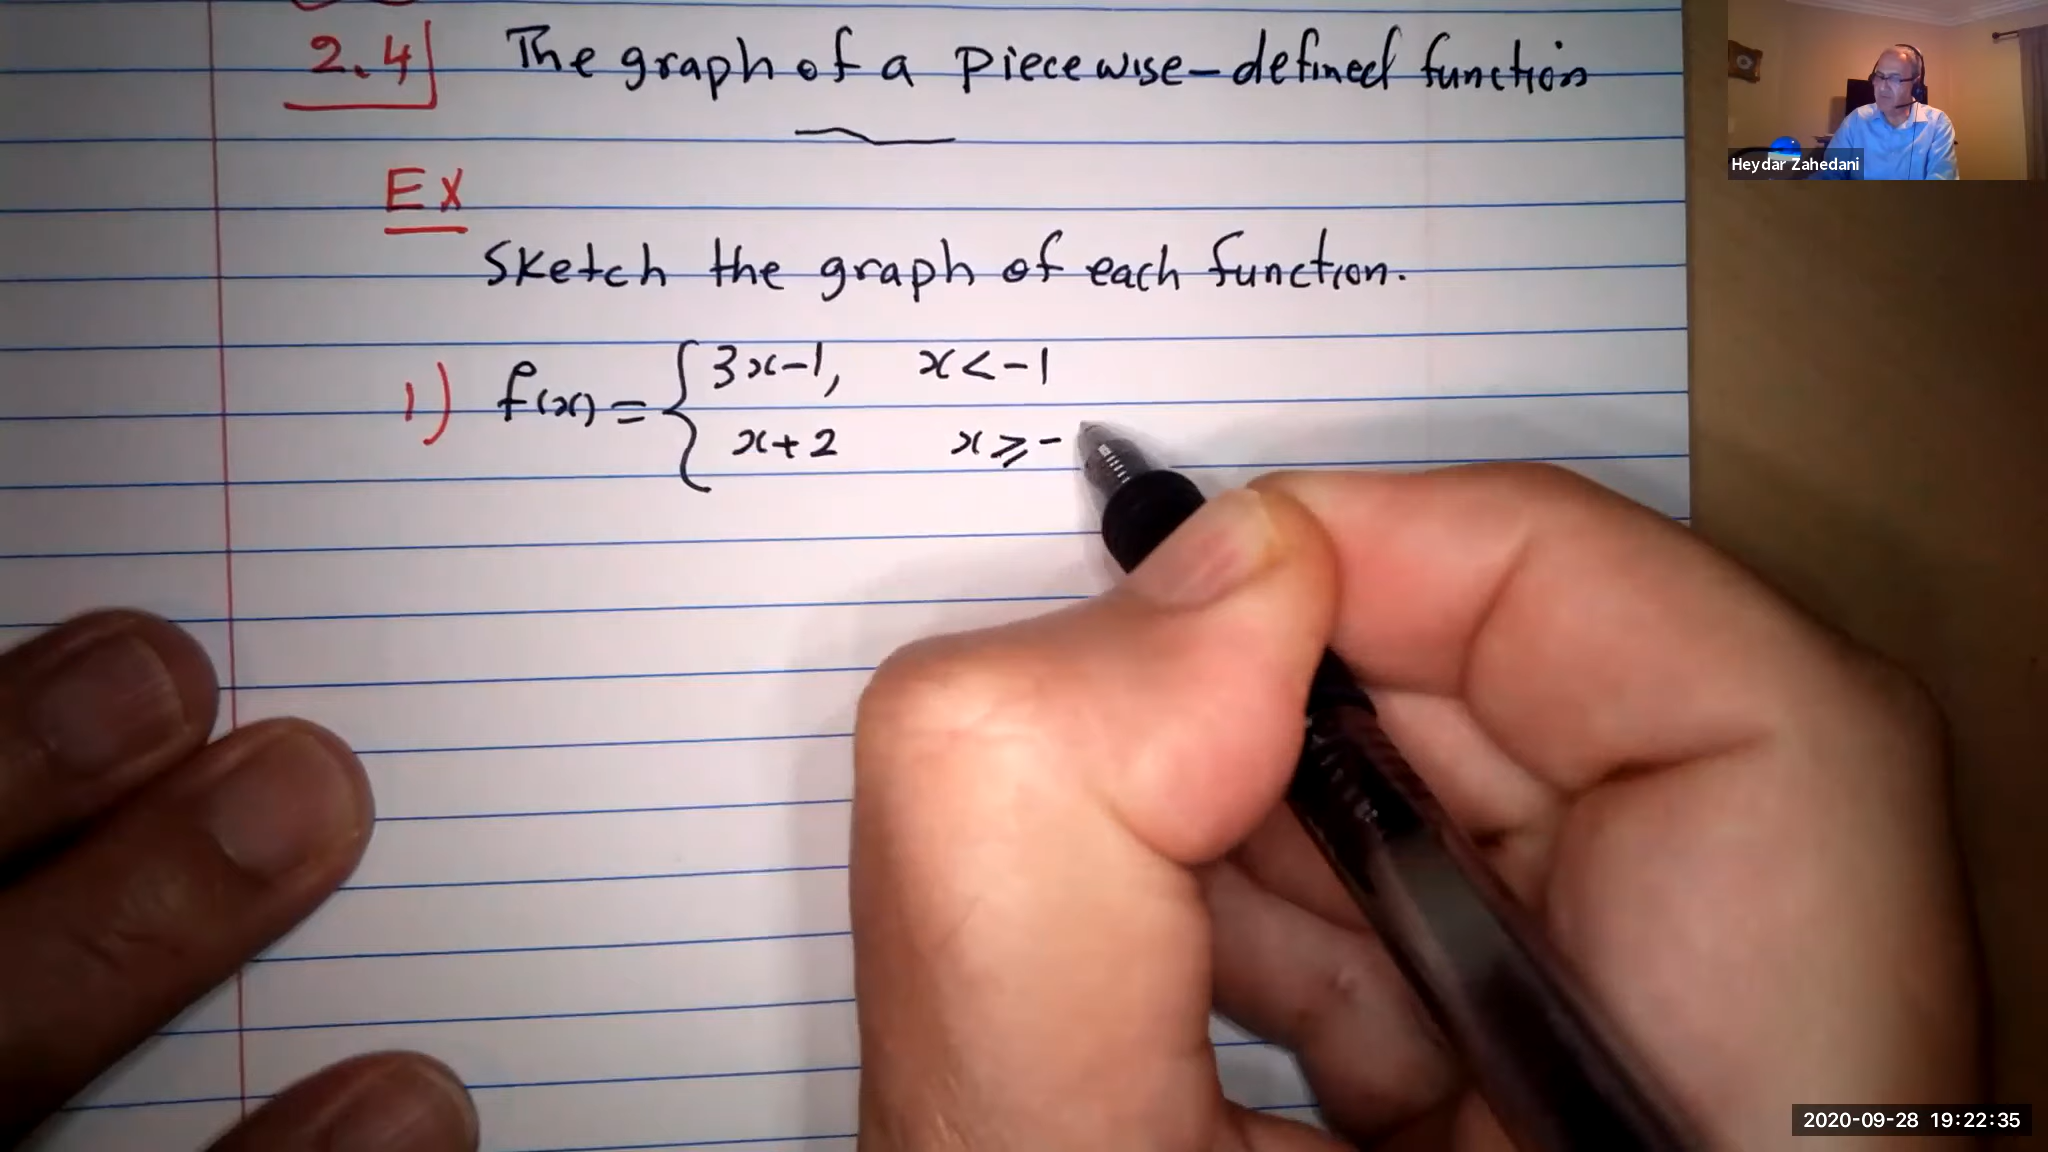 2.4 The graph of a piecewise-defined function
Heydar Zahedani
Ex
Sketch the graph of each function.
1) f(x) = { 3x-1, x < -1
x+2 x ⩾ -
2020-09-28 19:22:35